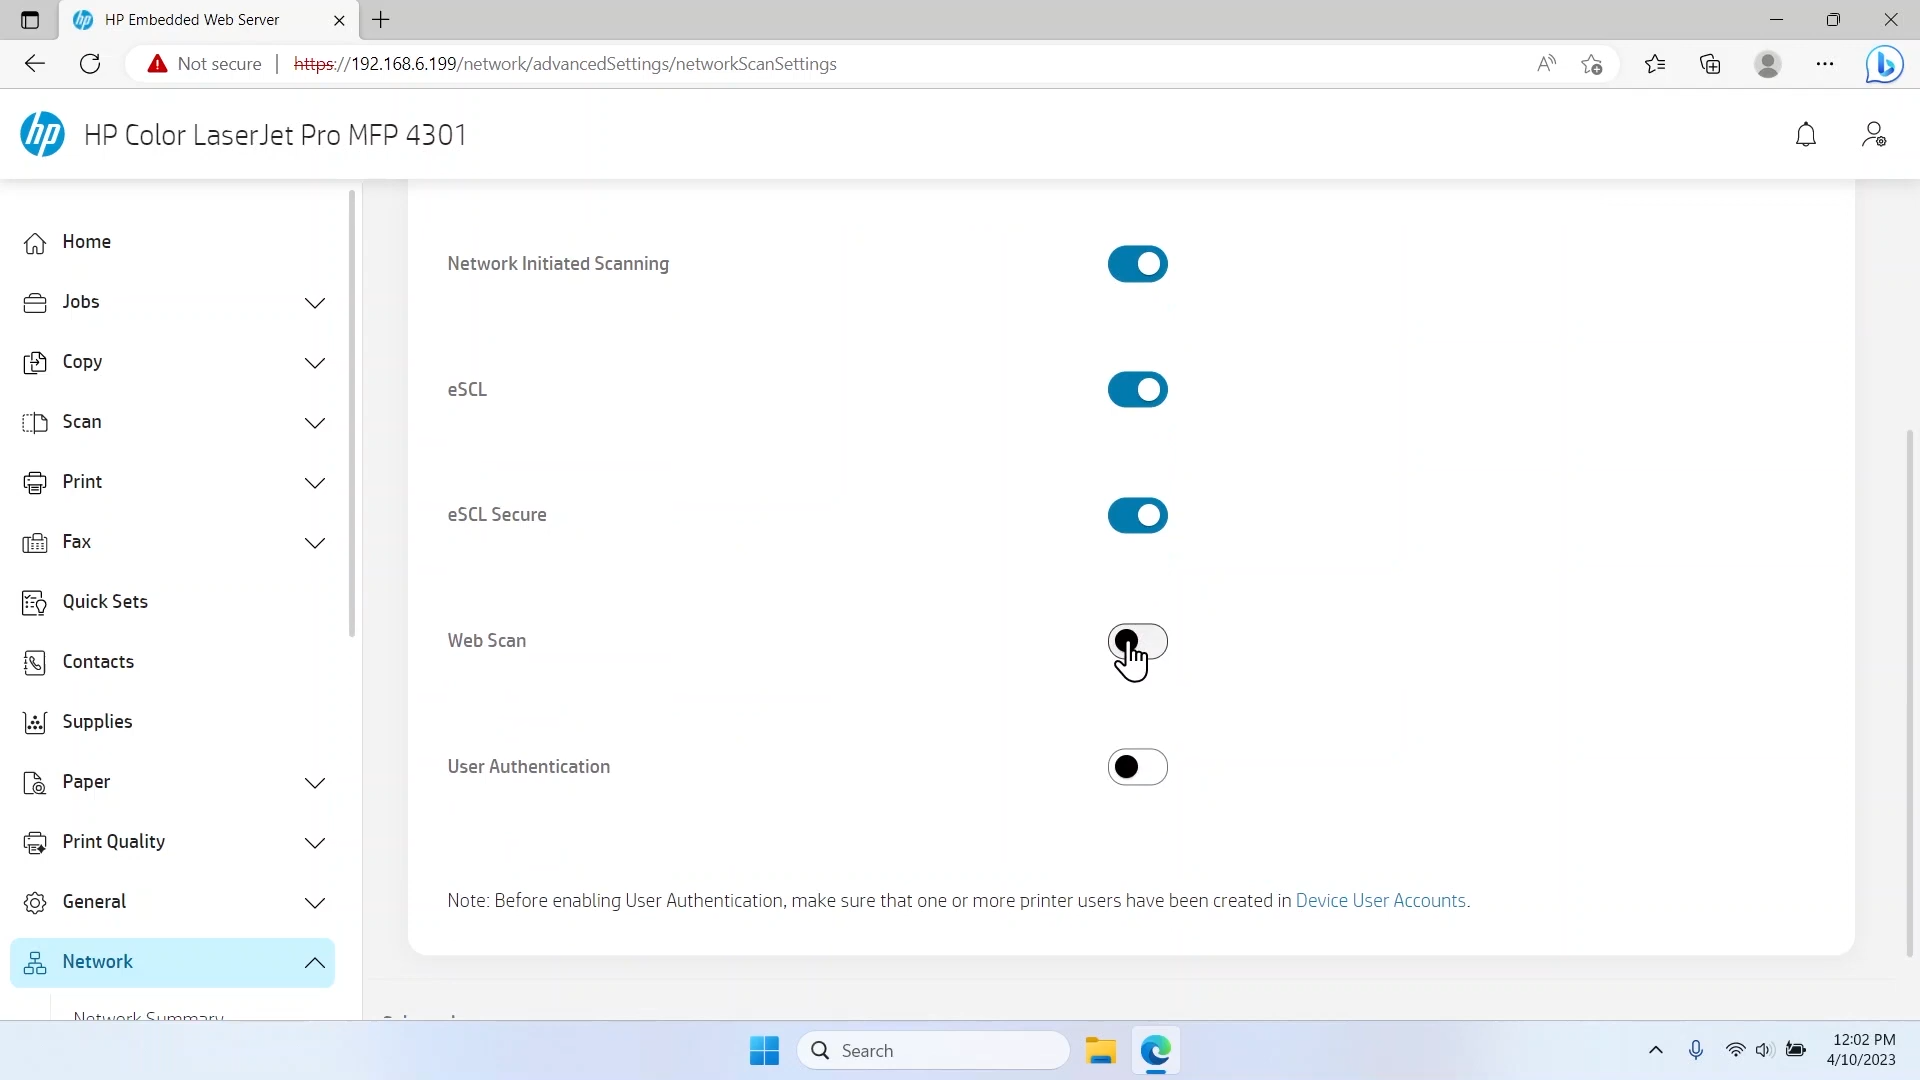 HP Embedded Web Server
Not secure
https://192.168.6.199/network/advancedSettings/networkScanSettings
hp
HP Color LaserJet Pro MFP 4301
Home
Jobs
Copy
Scan
Print
Fax
Quick Sets
Contacts
Supplies
Paper
Print Quality
General
Network
Network Summary
Network Initiated Scanning
eSCL
eSCL Secure
Web Scan
User Authentication
Note: Before enabling User Authentication, make sure that one or more printer users have been created in Device User Accounts.
Search
12:02 PM
4/10/2023